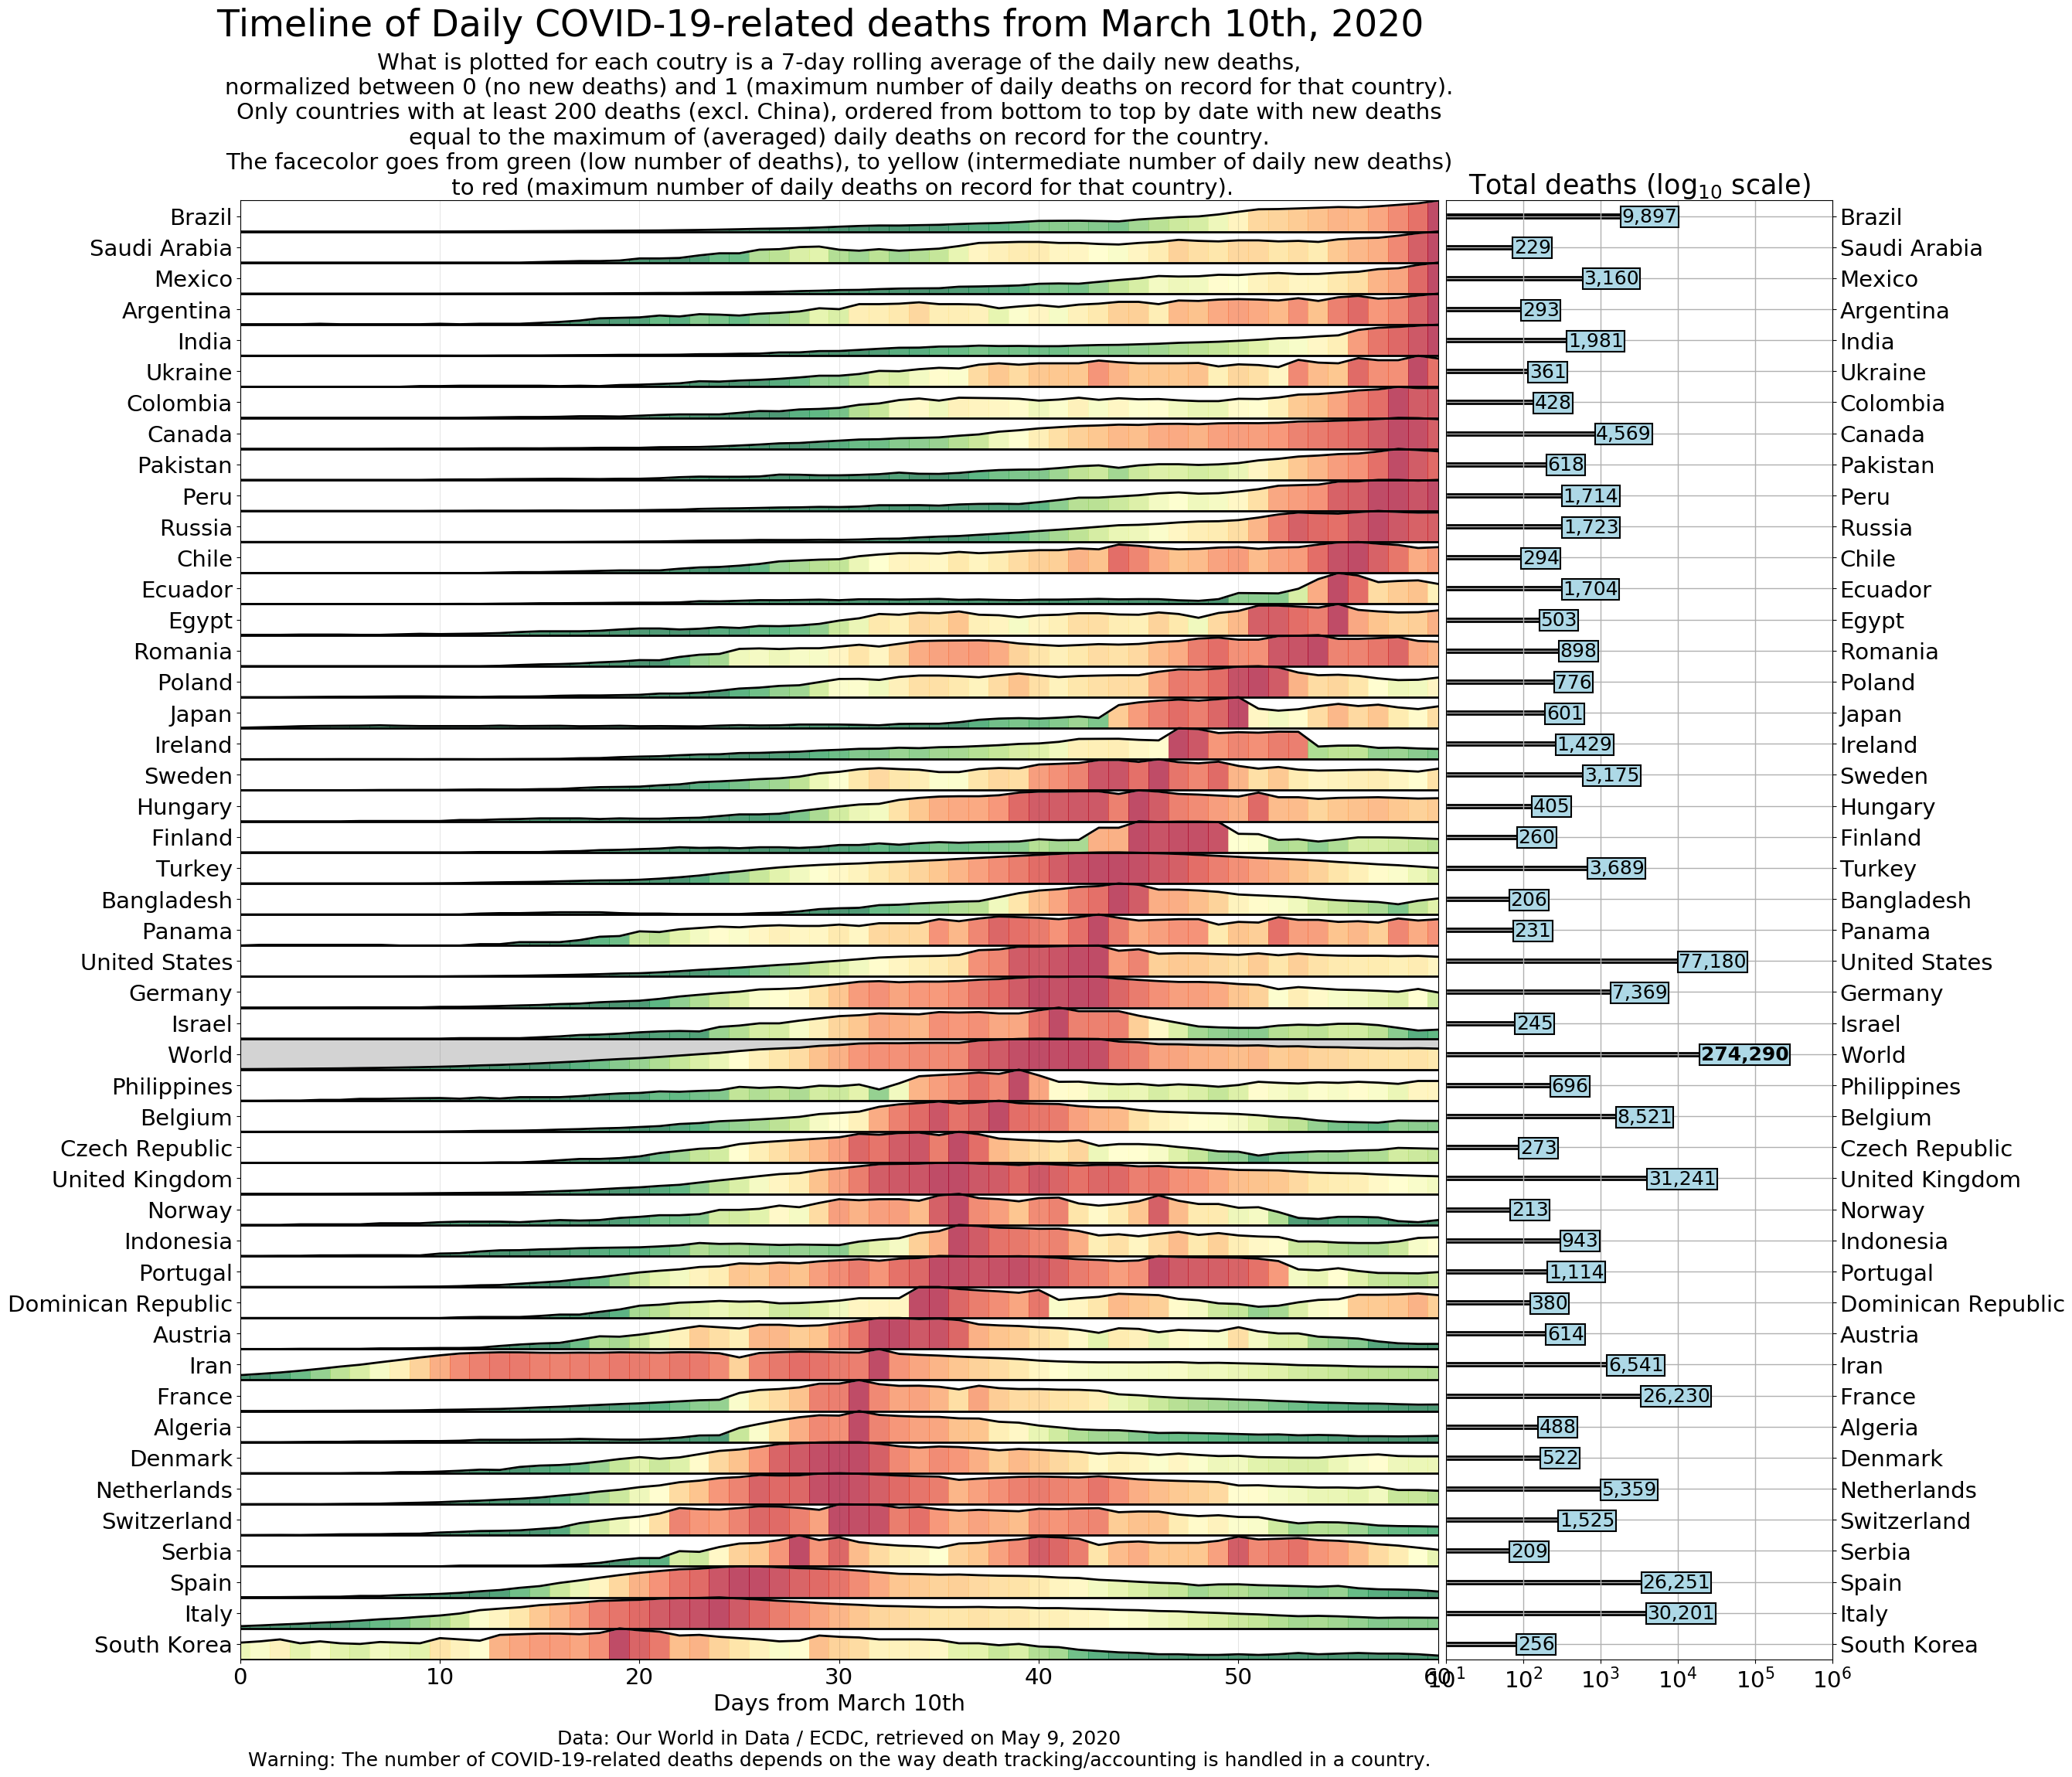 Timeline of Daily COVID-19-related deaths from March 10th, 2020
What is plotted for each coutry is a 7-day rolling average of the daily new deaths,
normalized between 0 (no new deaths) and 1 (maximum number of daily deaths on record for that country).
Only countries with at least 200 deaths (excl. China), ordered from bottom to top by date with new deaths
equal to the maximum of (averaged) daily deaths on record for the country.
The facecolor goes from green (low number of deaths), to yellow (intermediate number of daily new deaths)
to red (maximum number of daily deaths on record for that country).
Total deaths (log₁₀ scale)
Brazil 9,897 Brazil
Saudi Arabia 229 Saudi Arabia
Mexico 3,160 Mexico
Argentina 293 Argentina
India 1,981 India
Ukraine 361 Ukraine
Colombia 428 Colombia
Canada 4,569 Canada
Pakistan 618 Pakistan
Peru 1,714 Peru
Russia 1,723 Russia
Chile 294 Chile
Ecuador 1,704 Ecuador
Egypt 503 Egypt
Romania 898 Romania
Poland 776 Poland
Japan 601 Japan
Ireland 1,429 Ireland
Sweden 3,175 Sweden
Hungary 405 Hungary
Finland 260 Finland
Turkey 3,689 Turkey
Bangladesh 206 Bangladesh
Panama 231 Panama
United States 77,180 United States
Germany 7,369 Germany
Israel 245 Israel
World 274,290 World
Philippines 696 Philippines
Belgium 8,521 Belgium
Czech Republic 273 Czech Republic
United Kingdom 31,241 United Kingdom
Norway 213 Norway
Indonesia 943 Indonesia
Portugal 1,114 Portugal
Dominican Republic 380 Dominican Republic
Austria 614 Austria
Iran 6,541 Iran
France 26,230 France
Algeria 488 Algeria
Denmark 522 Denmark
Netherlands 5,359 Netherlands
Switzerland 1,525 Switzerland
Serbia 209 Serbia
Spain 26,251 Spain
Italy 30,201 Italy
South Korea 256 South Korea
0 10 20 30 40 50 60 10¹ 10² 10³ 10⁴ 10⁵ 10⁶
Days from March 10th
Data: Our World in Data / ECDC, retrieved on May 9, 2020
Warning: The number of COVID-19-related deaths depends on the way death tracking/accounting is handled in a country.